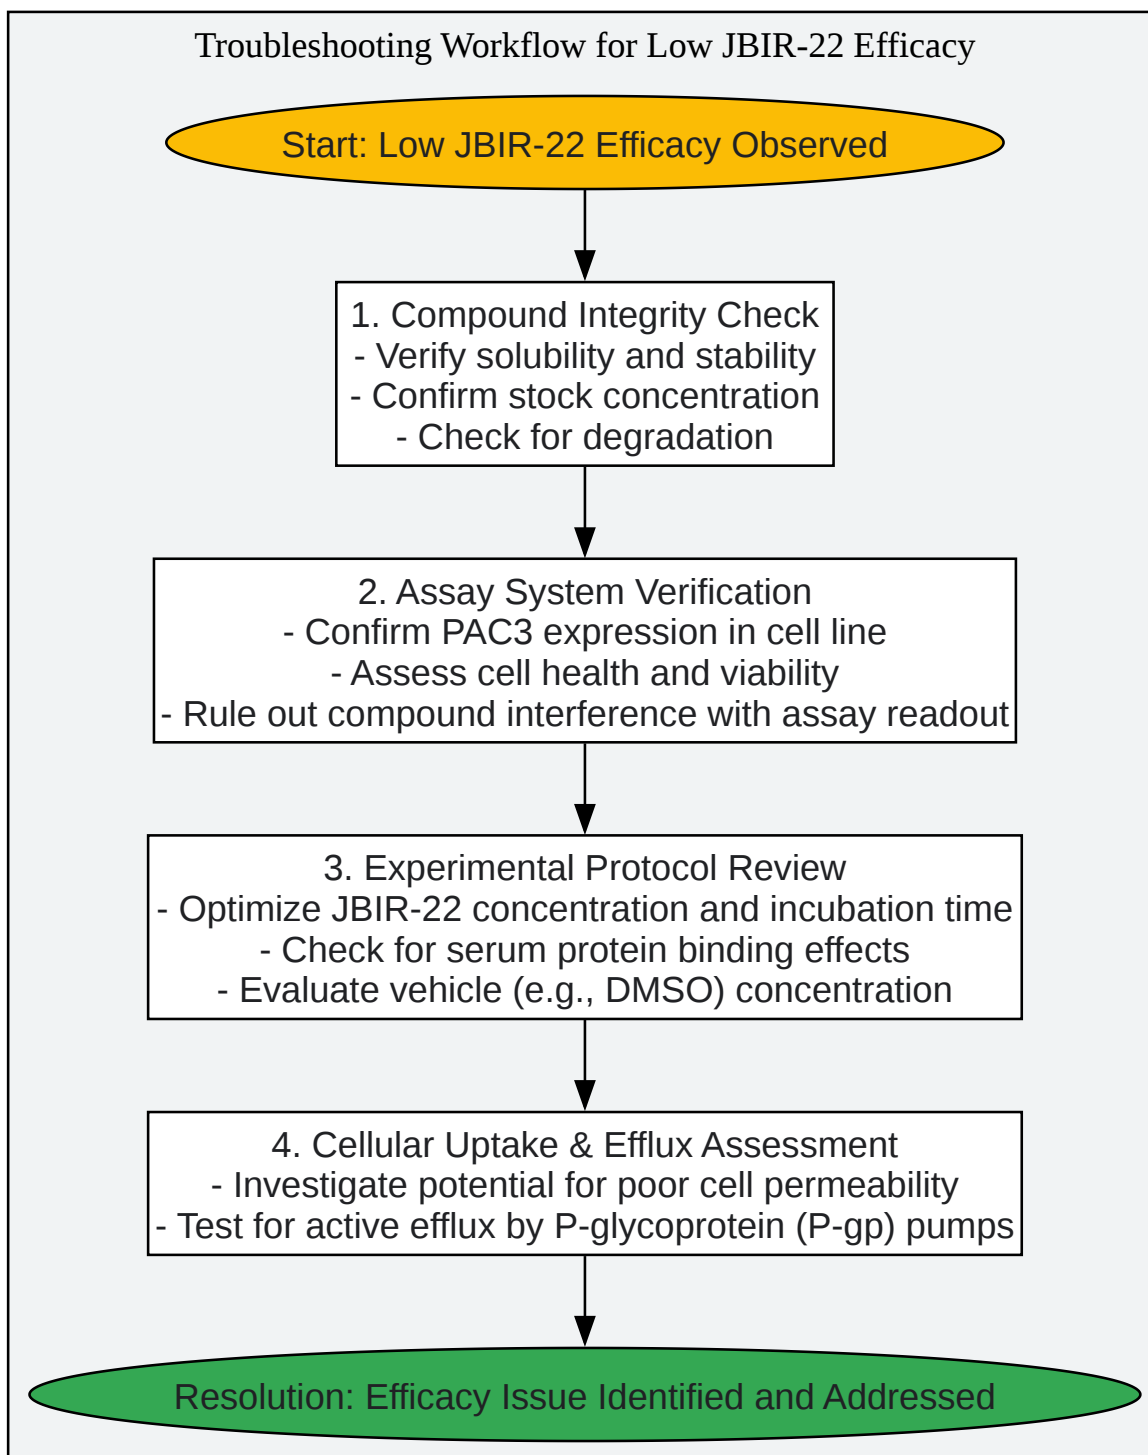 Troubleshooting Workflow for Low JBIR-22 Efficacy
Start: Low JBIR-22 Efficacy Observed
1. Compound Integrity Check
- Verify solubility and stability
- Confirm stock concentration
- Check for degradation
2. Assay System Verification
- Confirm PAC3 expression in cell line
- Assess cell health and viability
- Rule out compound interference with assay readout
3. Experimental Protocol Review
- Optimize JBIR-22 concentration and incubation time
- Check for serum protein binding effects
- Evaluate vehicle (e.g., DMSO) concentration
4. Cellular Uptake & Efflux Assessment
- Investigate potential for poor cell permeability
- Test for active efflux by P-glycoprotein (P-gp) pumps
Resolution: Efficacy Issue Identified and Addressed